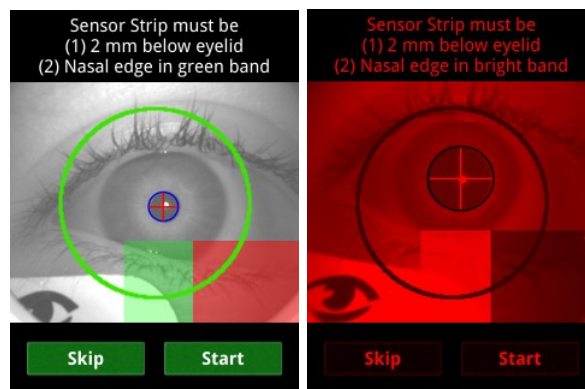 Sensor Strip must be
(1) 2 mm below eyelid
(2) Nasal edge in green band
Skip
Start
Sensor Strip must be
(1) 2 mm below eyelid
(2) Nasal edge in bright band
Skip
Start